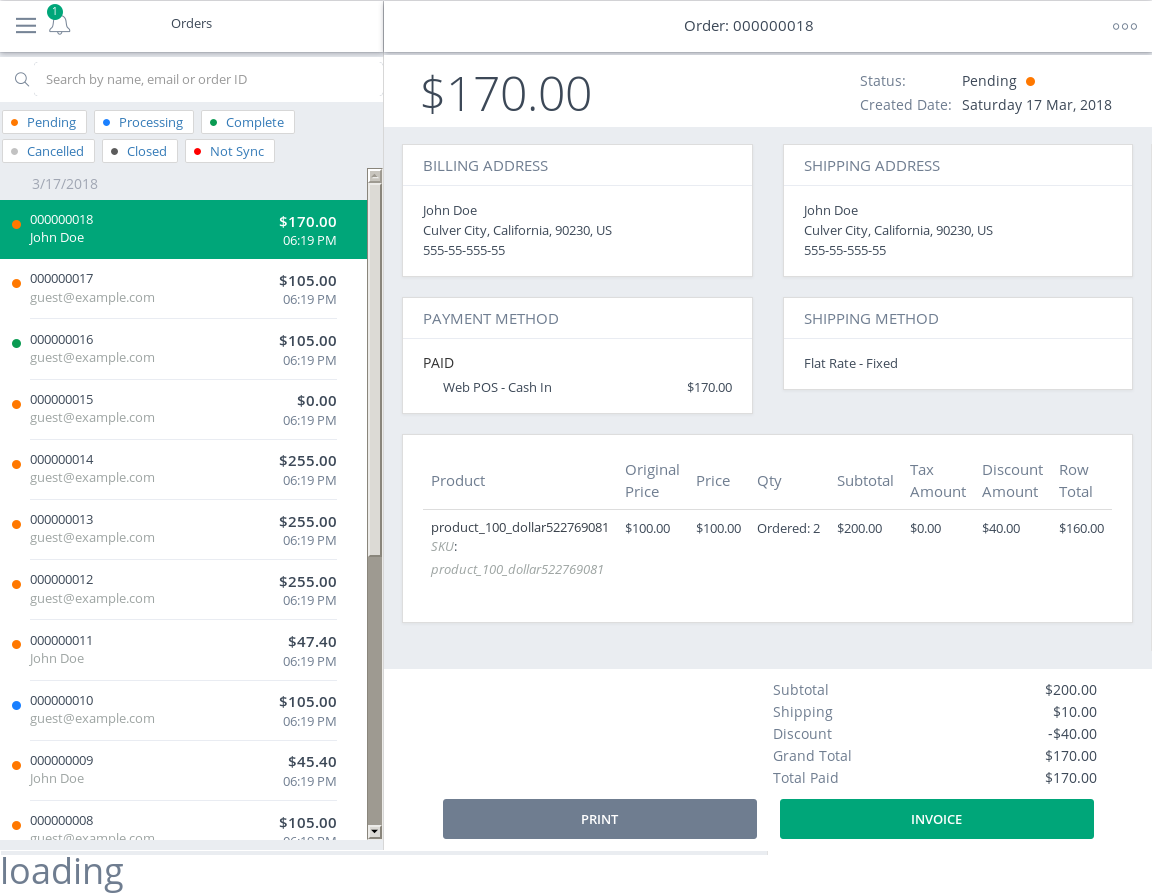 1
Orders
Search by name, email or order ID
Pending Processing Complete
Cancelled Closed Not Sync
3/17/2018
000000018 $170.00
John Doe 06:19 PM
000000017 $105.00
guest@example.com 06:19 PM
000000016 $105.00
guest@example.com 06:19 PM
000000015 $0.00
guest@example.com 06:19 PM
000000014 $255.00
guest@example.com 06:19 PM
000000013 $255.00
guest@example.com 06:19 PM
000000012 $255.00
guest@example.com 06:19 PM
000000011 $47.40
John Doe 06:19 PM
000000010 $105.00
guest@example.com 06:19 PM
000000009 $45.40
John Doe 06:19 PM
000000008 $105.00
guest@example.com 06:19 PM
Order: 000000018
$170.00
Status: Pending
Created Date: Saturday 17 Mar, 2018
BILLING ADDRESS
John Doe
Culver City, California, 90230, US
555-55-555-55
SHIPPING ADDRESS
John Doe
Culver City, California, 90230, US
555-55-555-55
PAYMENT METHOD
PAID
Web POS - Cash In $170.00
SHIPPING METHOD
Flat Rate - Fixed
Product Original Price Price Qty Subtotal Tax Amount Discount Amount Row Total
product_100_dollar522769081 $100.00 $100.00 Ordered: 2 $200.00 $0.00 $40.00 $160.00
SKU:
product_100_dollar522769081
Subtotal $200.00
Shipping $10.00
Discount -$40.00
Grand Total $170.00
Total Paid $170.00
PRINT INVOICE
loading